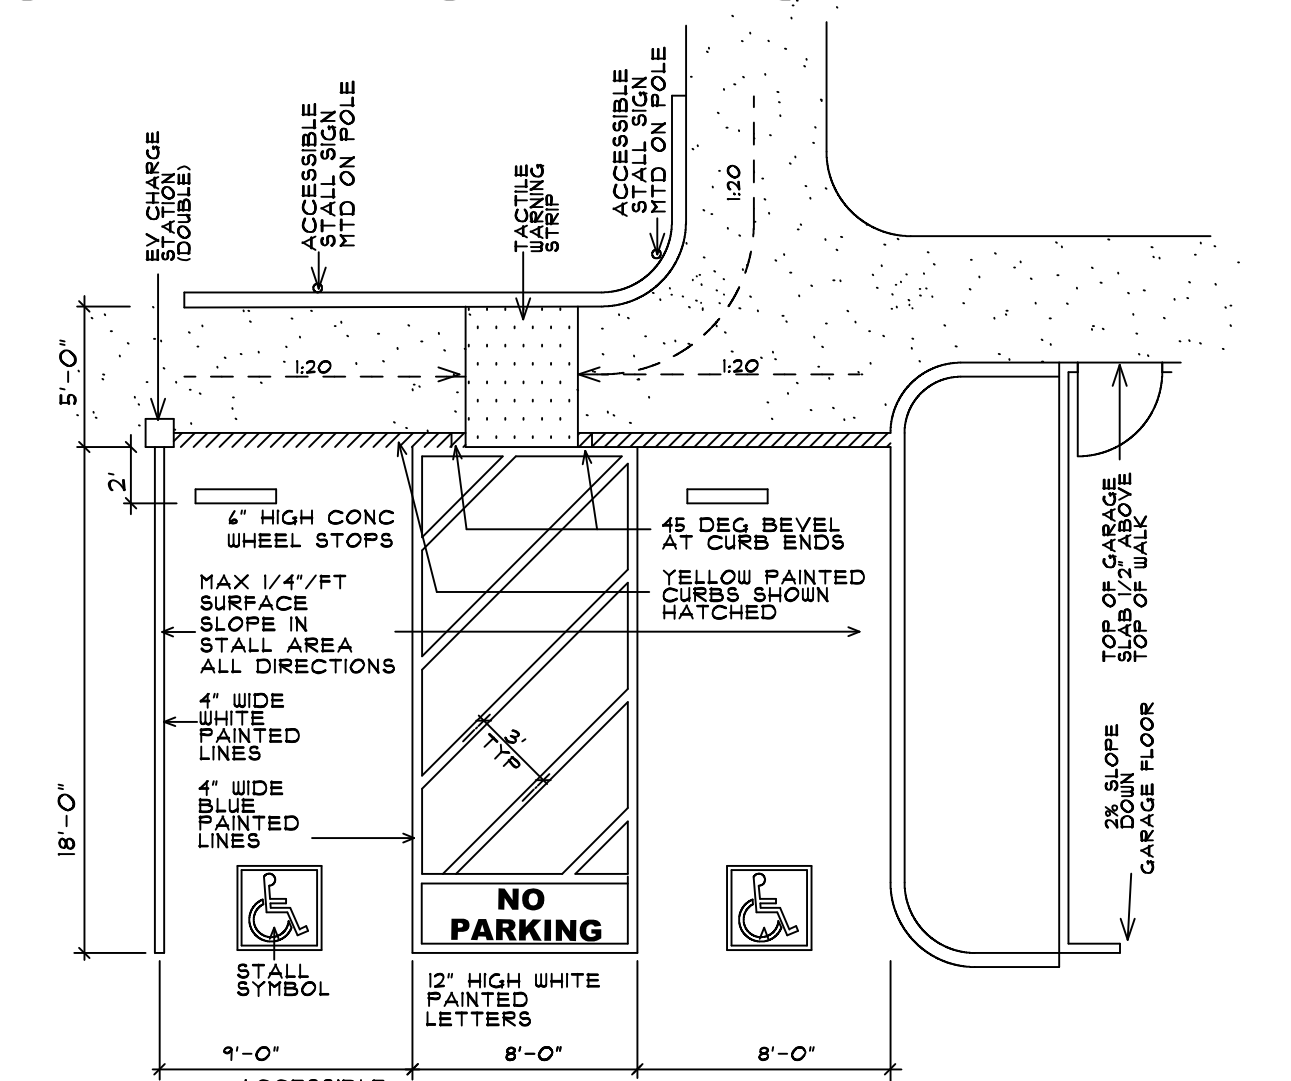 EV CHARGE
STATION
(DOUBLE)
ACCESSIBLE
STALL SIGN
MTD ON POLE
TACTILE
WARNING
STRIP
ACCESSIBLE
STALL SIGN
MTD ON POLE
1:20
1:20
1:20
5'-0"
2'
6" HIGH CONC
WHEEL STOPS
MAX 1/4"/FT
SURFACE
SLOPE IN
STALL AREA
ALL DIRECTIONS
4" WIDE
WHITE
PAINTED
LINES
4" WIDE
BLUE
PAINTED
LINES
18'-0"
45 DEG BEVEL
AT CURB ENDS
YELLOW PAINTED
CURBS SHOWN
HATCHED
3'
TYP
TOP OF GARAGE
SLAB 1/2" ABOVE
TOP OF WALK
2% SLOPE
DOWN
GARAGE FLOOR
NO
PARKING
STALL
SYMBOL
12" HIGH WHITE
PAINTED
LETTERS
9'-0"
8'-0"
8'-0"